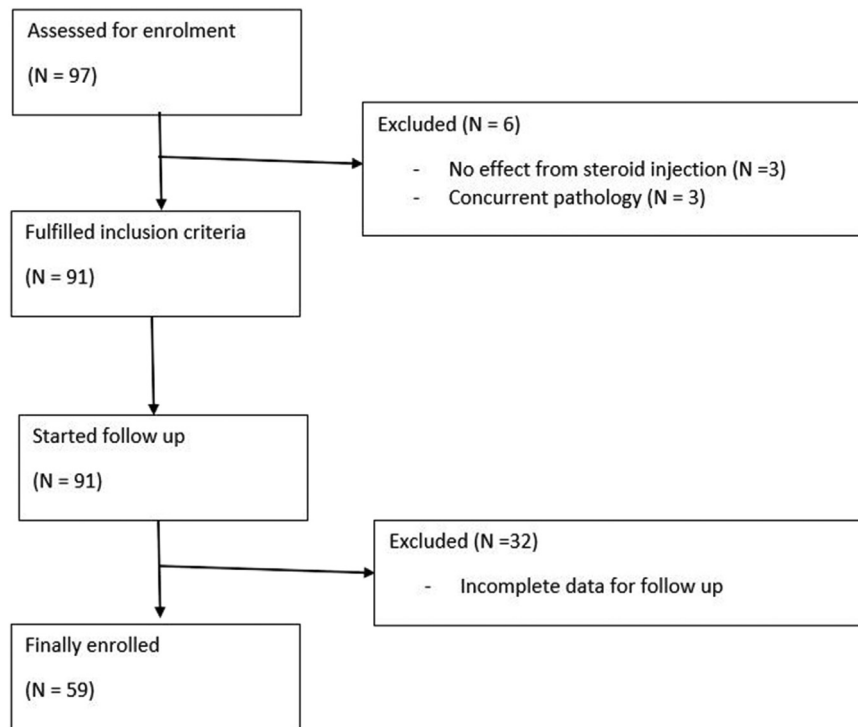 Assessed for enrolment
(N = 97)
Excluded (N = 6)
- No effect from steroid injection (N =3)
- Concurrent pathology (N = 3)
Fulfilled inclusion criteria
(N = 91)
Started follow up
(N = 91)
Excluded (N =32)
- Incomplete data for follow up
Finally enrolled
(N = 59)